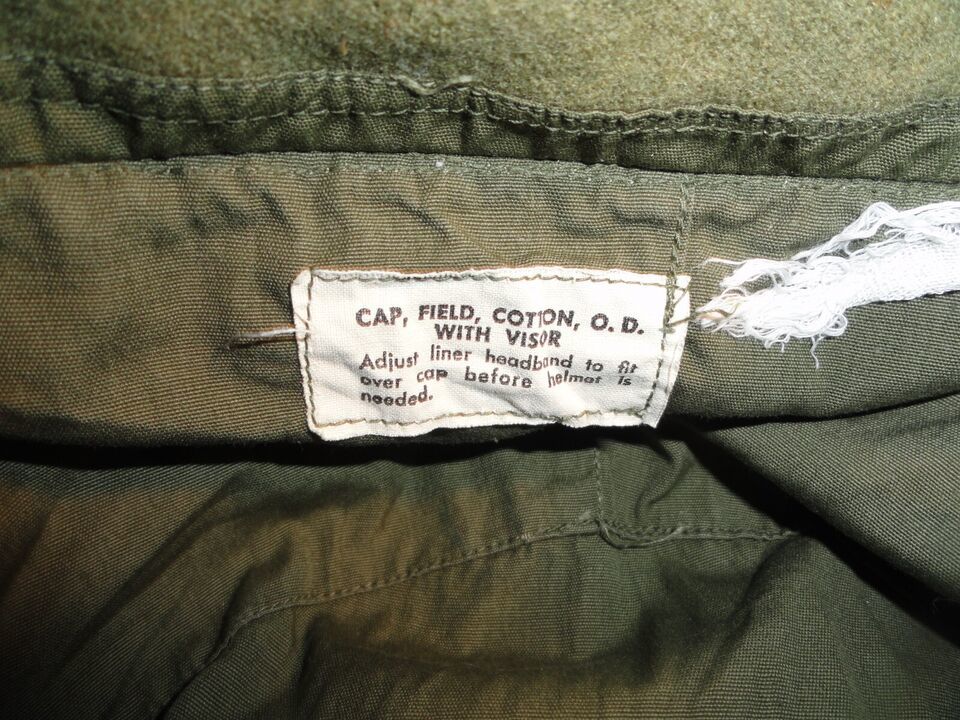 CAP, FIELD, COTTON, O. D.
WITH VISOR
Adjust liner headband to fit
over cap before helmet is
needed.